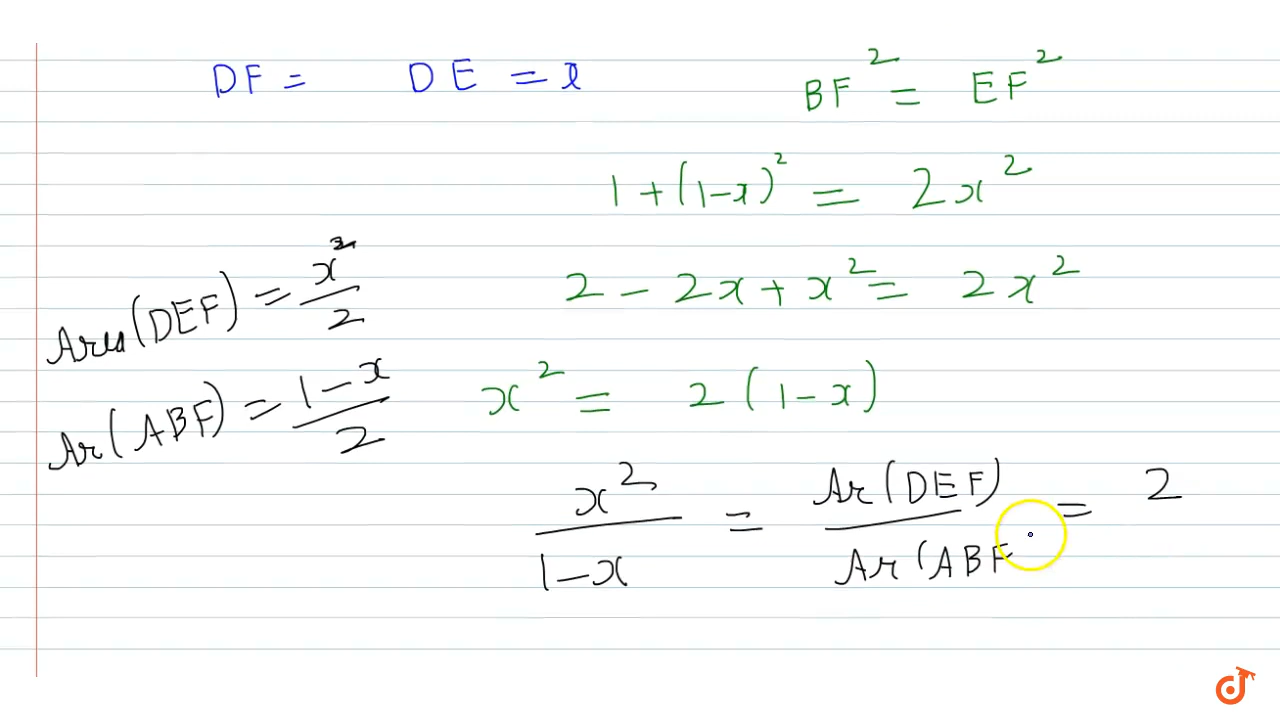 DF = DE = x
BF² = EF²
1 + (1-x)² = 2x²
2 - 2x + x² = 2x²
Area (DEF) = x²/2
Ar (ABF) = 1-x/2
x² = 2 (1-x)
x²/1-x = Ar (DEF)/Ar (ABF = 2